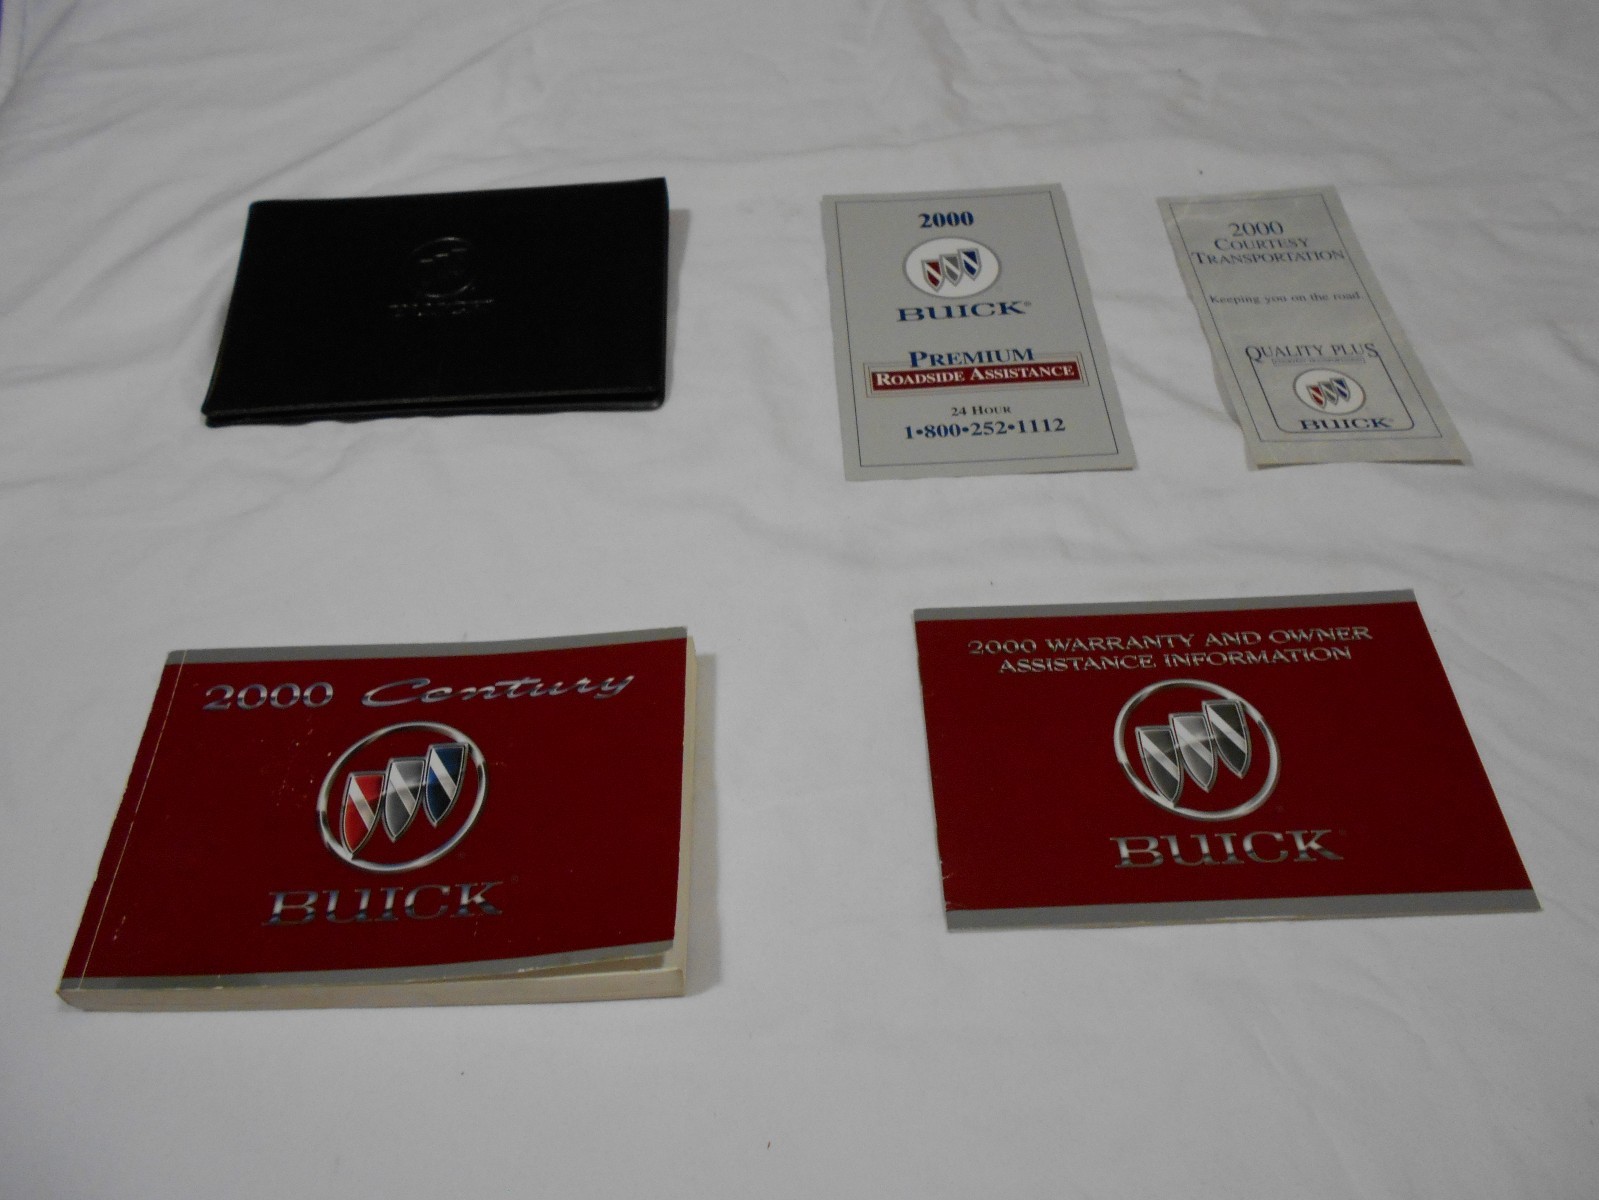 2000
BUICK®
PREMIUM
ROADSIDE ASSISTANCE
24 HOUR
1•800•252•1112
2000
COURTESY
TRANSPORTATION
Keeping you on the road.
QUALITY PLUS
BUICK
2000 Century
BUICK
2000 WARRANTY AND OWNER
ASSISTANCE INFORMATION
BUICK